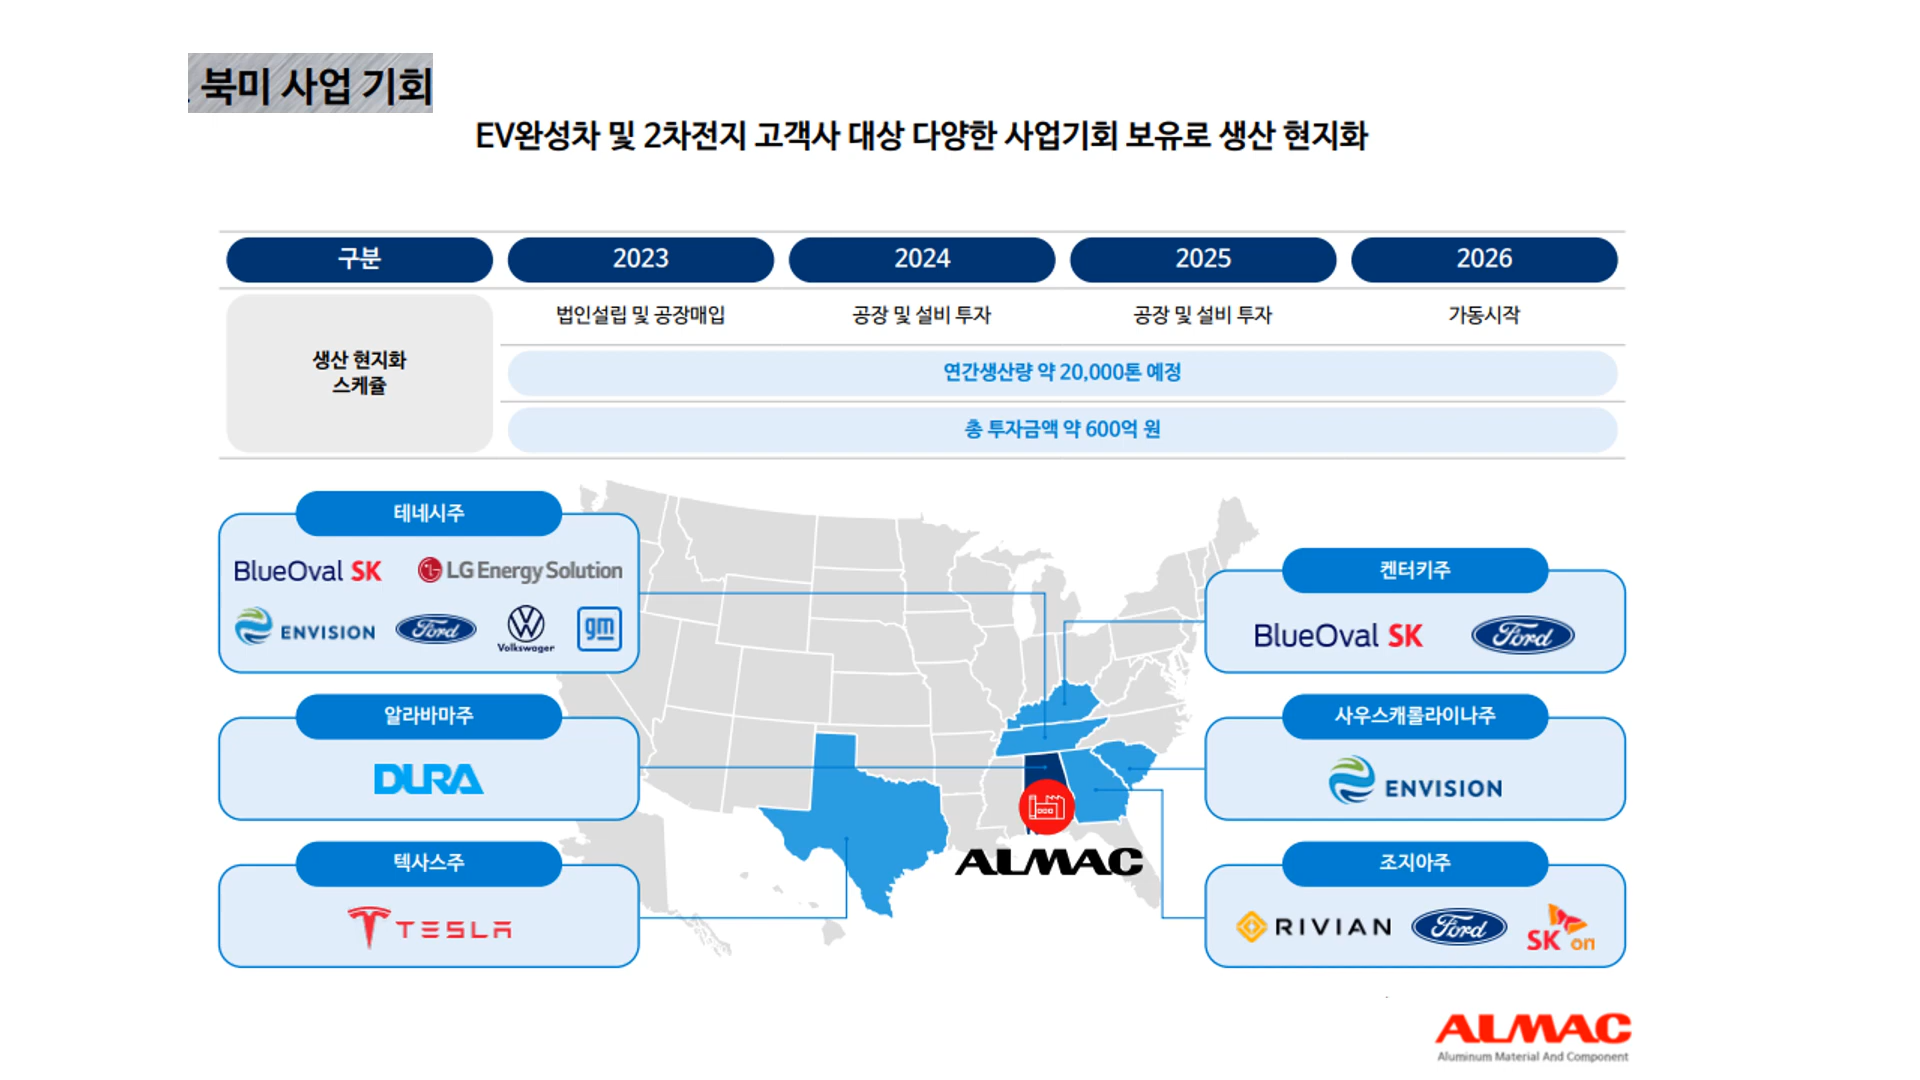 북미 사업 기회
EV완성차 및 2차전지 고객사 대상 다양한 사업기회 보유로 생산 현지화
구분 2023 2024 2025 2026
생산 현지화
스케쥴
법인설립 및 공장매입 공장 및 설비 투자 공장 및 설비 투자 가동시작
연간생산량 약 20,000톤 예정
총 투자금액 약 600억 원
테네시주
BlueOval SK LG Energy Solution
ENVISION Ford Volkswager gm
알라바마주
DURA
텍사스주
TESLA
켄터키주
BlueOval SK Ford
사우스캐롤라이나주
ENVISION
조지아주
RIVIAN Ford SK on
ALMAC
ALMAC
Aluminum Material And Component